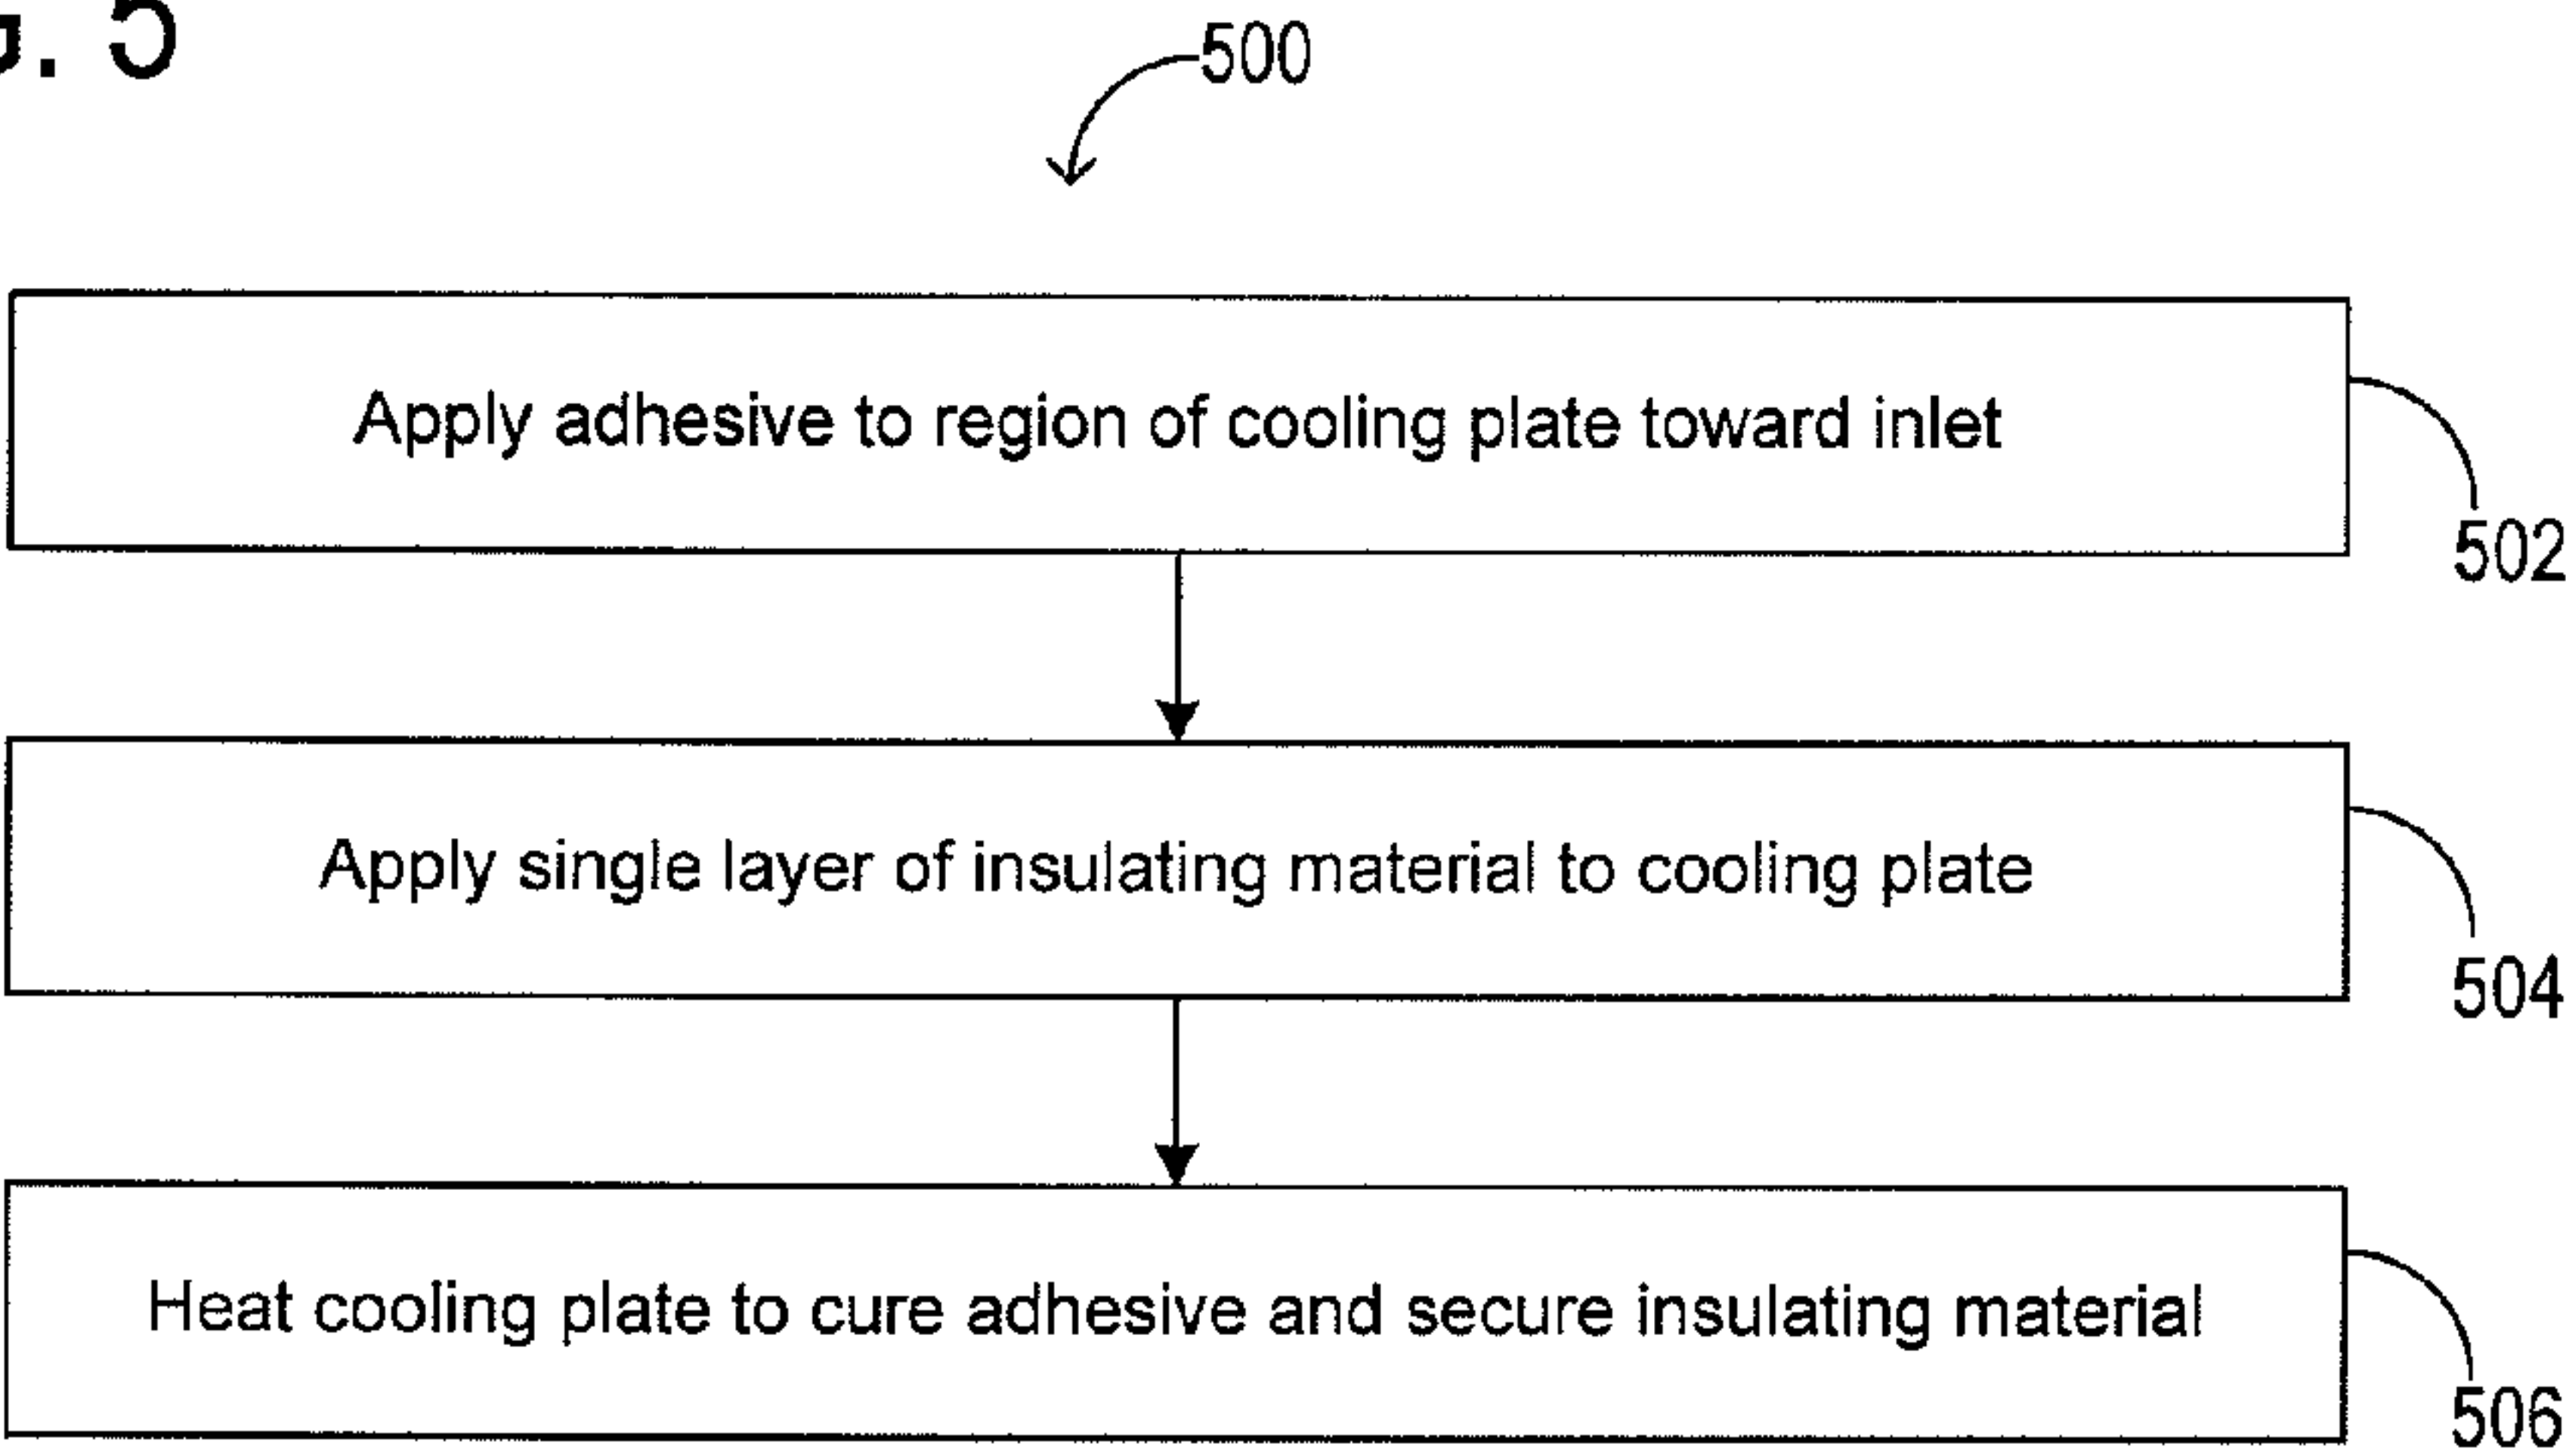 G. 5
500
Apply adhesive to region of cooling plate toward inlet
502
Apply single layer of insulating material to cooling plate
504
Heat cooling plate to cure adhesive and secure insulating material
506